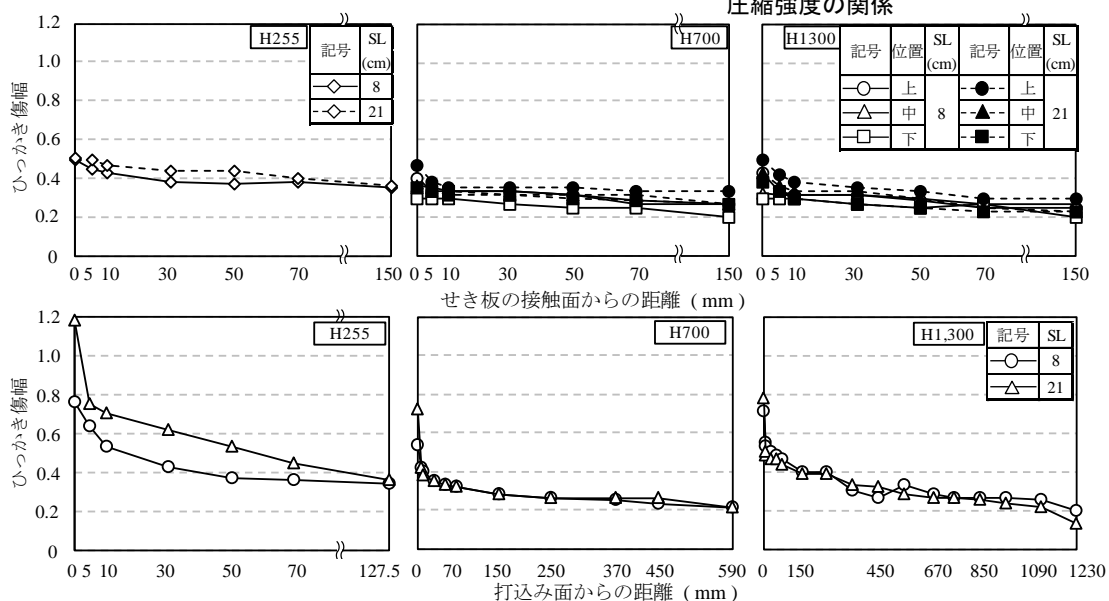 圧縮強度の関係
1.2
1.0
0.8
0.6
0.4
0.2
0
ひっかき傷幅
H255
記号 SL (cm)
8
21
0 5 10 30 50 70 150
H700
0 5 10 30 50 70 150
H1300
記号 位置 SL (cm) 記号 位置 SL (cm)
上 8 上 21
中 中
下 下
0 5 10 30 50 70 150
せき板の接触面からの距離 ( mm )
1.2
1.0
0.8
0.6
0.4
0.2
0
ひっかき傷幅
H255
0 5 10 30 50 70 127.5
H700
0 70 150 250 370 450 590
H1,300
記号 SL
8
21
0 150 450 670 850 1090 1230
打込み面からの距離 ( mm )